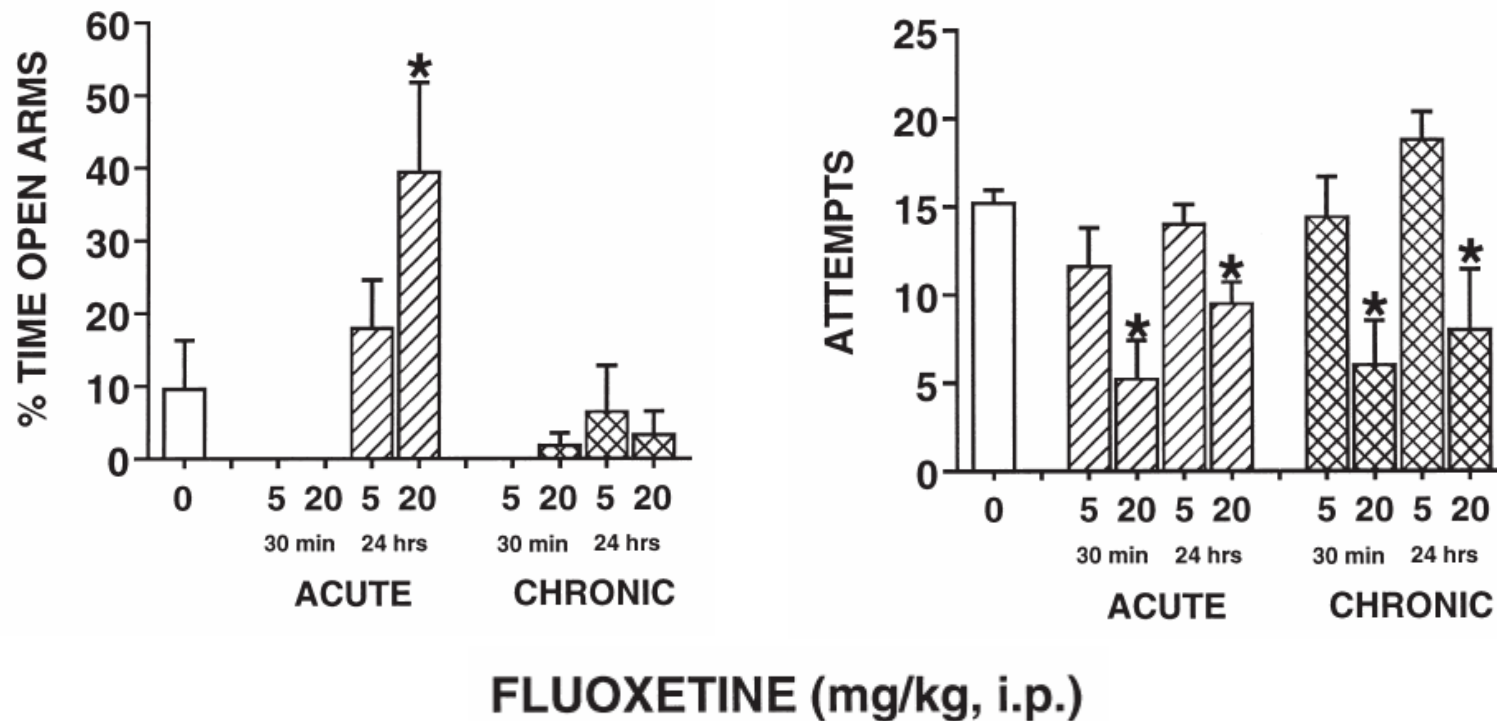 % TIME OPEN ARMS
60
50
40
30
20
10
0
*
0 5 20 5 20 5 20 5 20
30 min 24 hrs 30 min 24 hrs
ACUTE CHRONIC
ATTEMPTS
25
20
15
10
5
0
* * * *
0 5 20 5 20 5 20 5 20
30 min 24 hrs 30 min 24 hrs
ACUTE CHRONIC
FLUOXETINE (mg/kg, i.p.)